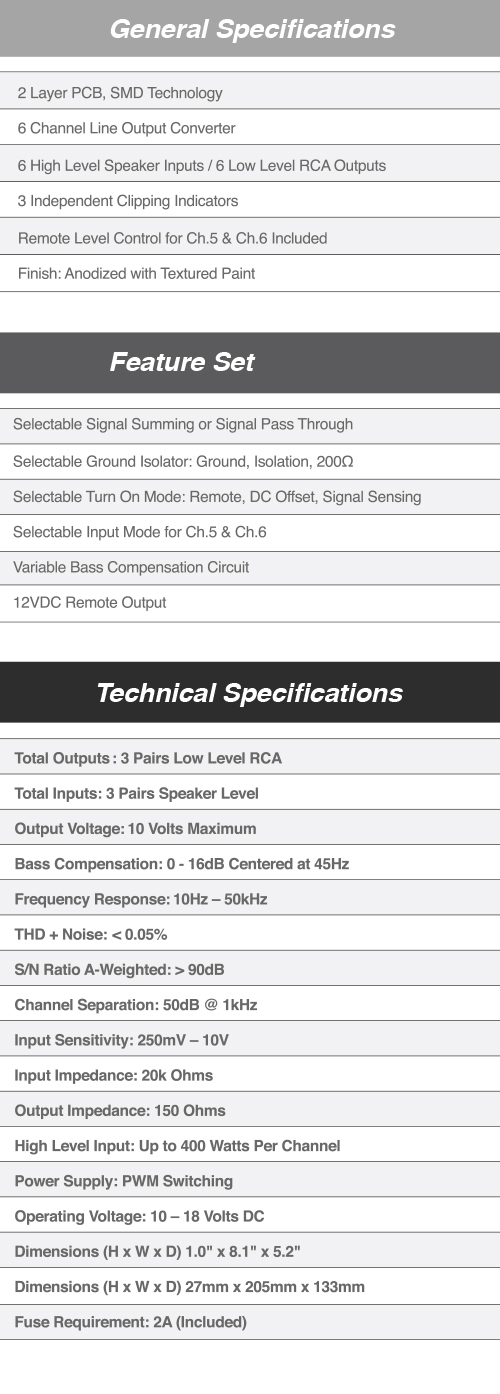 General Specifications
2 Layer PCB, SMD Technology
6 Channel Line Output Converter
6 High Level Speaker Inputs / 6 Low Level RCA Outputs
3 Independent Clipping Indicators
Remote Level Control for Ch.5 & Ch.6 Included
Finish: Anodized with Textured Paint
Feature Set
Selectable Signal Summing or Signal Pass Through
Selectable Ground Isolator: Ground, Isolation, 200Ω
Selectable Turn On Mode: Remote, DC Offset, Signal Sensing
Selectable Input Mode for Ch.5 & Ch.6
Variable Bass Compensation Circuit
12VDC Remote Output
Technical Specifications
Total Outputs : 3 Pairs Low Level RCA
Total Inputs: 3 Pairs Speaker Level
Output Voltage: 10 Volts Maximum
Bass Compensation: 0 - 16dB Centered at 45Hz
Frequency Response: 10Hz – 50kHz
THD + Noise: < 0.05%
S/N Ratio A-Weighted: > 90dB
Channel Separation: 50dB @ 1kHz
Input Sensitivity: 250mV – 10V
Input Impedance: 20k Ohms
Output Impedance: 150 Ohms
High Level Input: Up to 400 Watts Per Channel
Power Supply: PWM Switching
Operating Voltage: 10 – 18 Volts DC
Dimensions (H x W x D) 1.0" x 8.1" x 5.2"
Dimensions (H x W x D) 27mm x 205mm x 133mm
Fuse Requirement: 2A (Included)